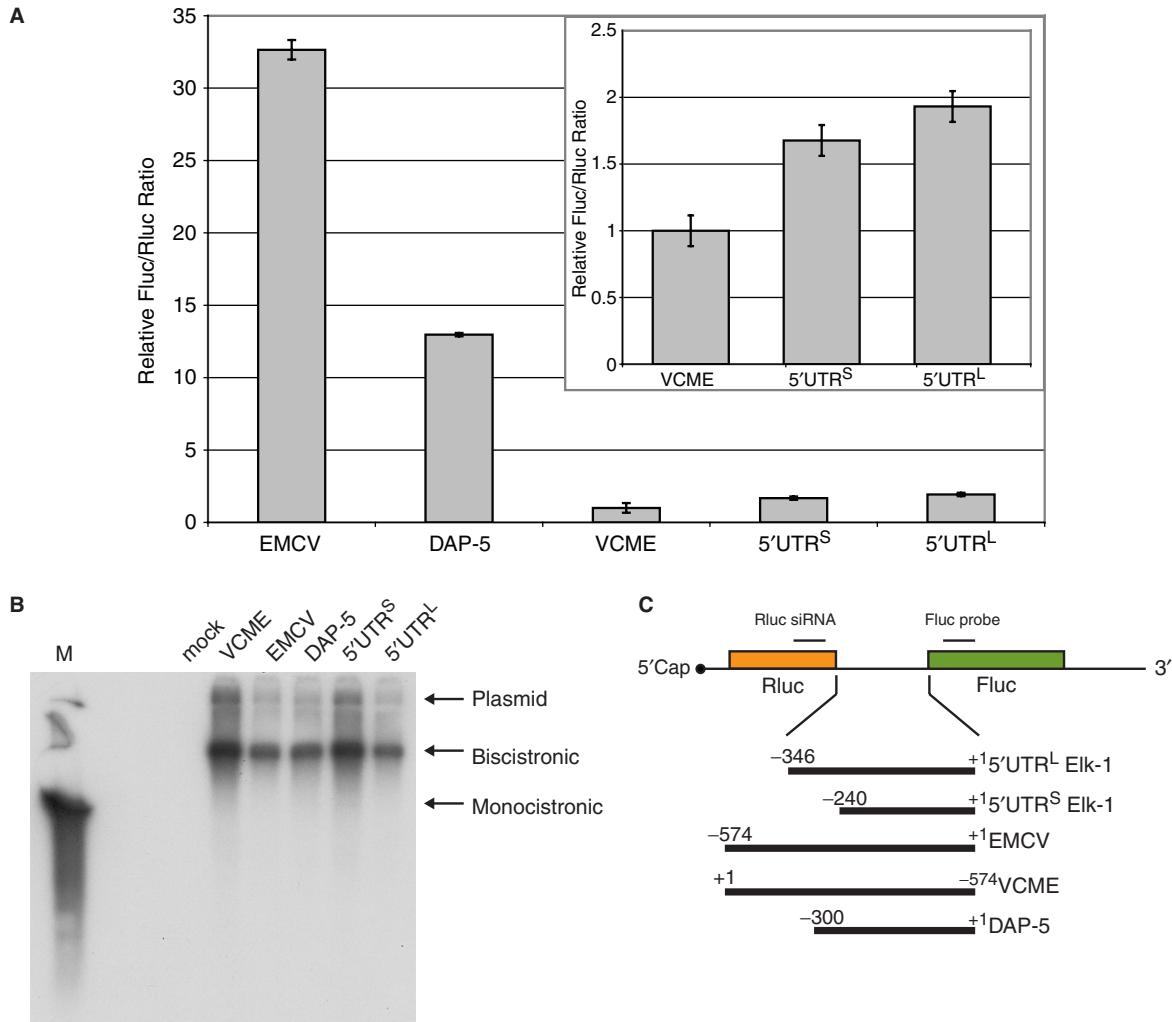 A
Relative Fluc/Rluc Ratio
35
30
25
20
15
10
5
0
EMCV DAP-5 VCME 5′UTR^S 5′UTR^L
Relative Fluc/Rluc Ratio
2.5
2
1.5
1
0.5
0
VCME 5′UTR^S 5′UTR^L
B
M mock VCME EMCV DAP-5 5′UTR^S 5′UTR^L
Plasmid
Biscistronic
Monocistronic
C
Rluc siRNA Fluc probe
5′Cap 3′
Rluc Fluc
−346 +1 5′UTR^L Elk-1
−240 +1 5′UTR^S Elk-1
−574 +1 EMCV
+1 −574 VCME
−300 +1 DAP-5